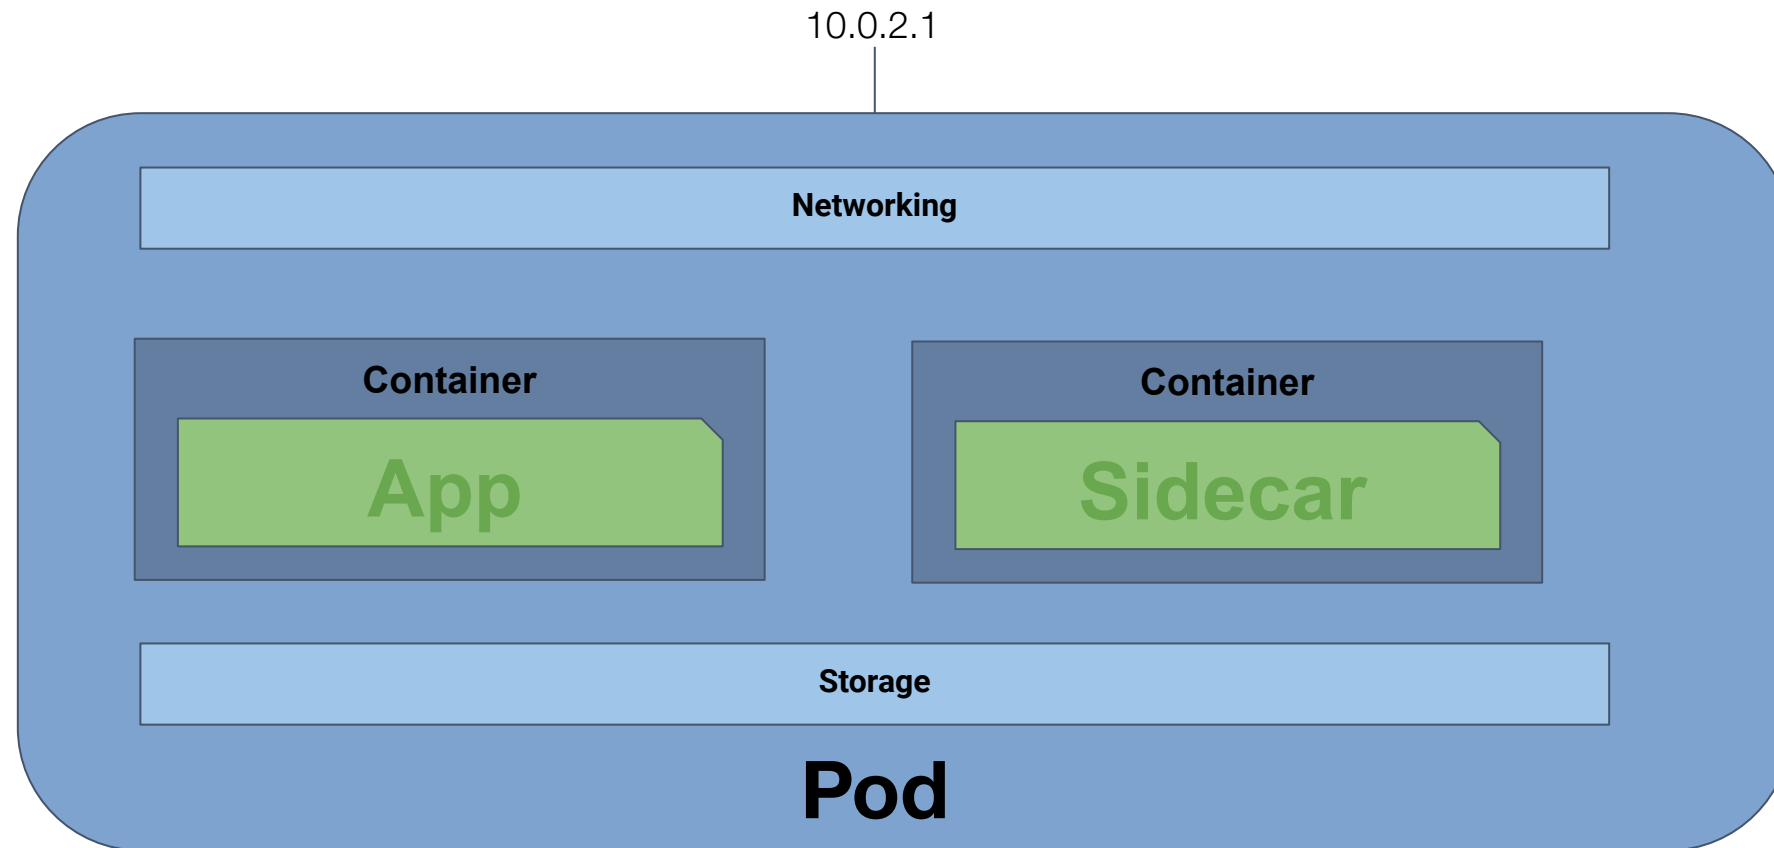 10.0.2.1
Networking
Container
App
Container
Sidecar
Storage
Pod